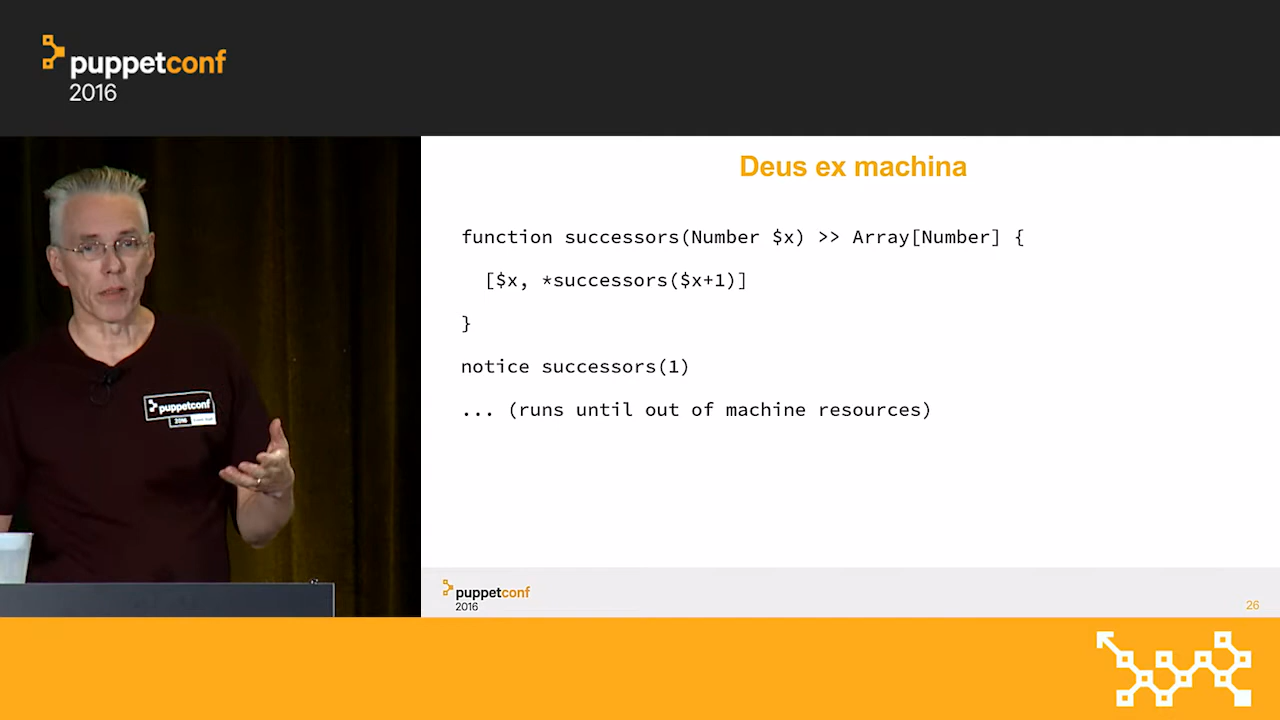 puppetconf
2016
puppetconf
2016
Deus ex machina
function successors(Number $x) >> Array[Number] {
[$x, *successors($x+1)]
}
notice successors(1)
... (runs until out of machine resources)
puppetconf
2016
26